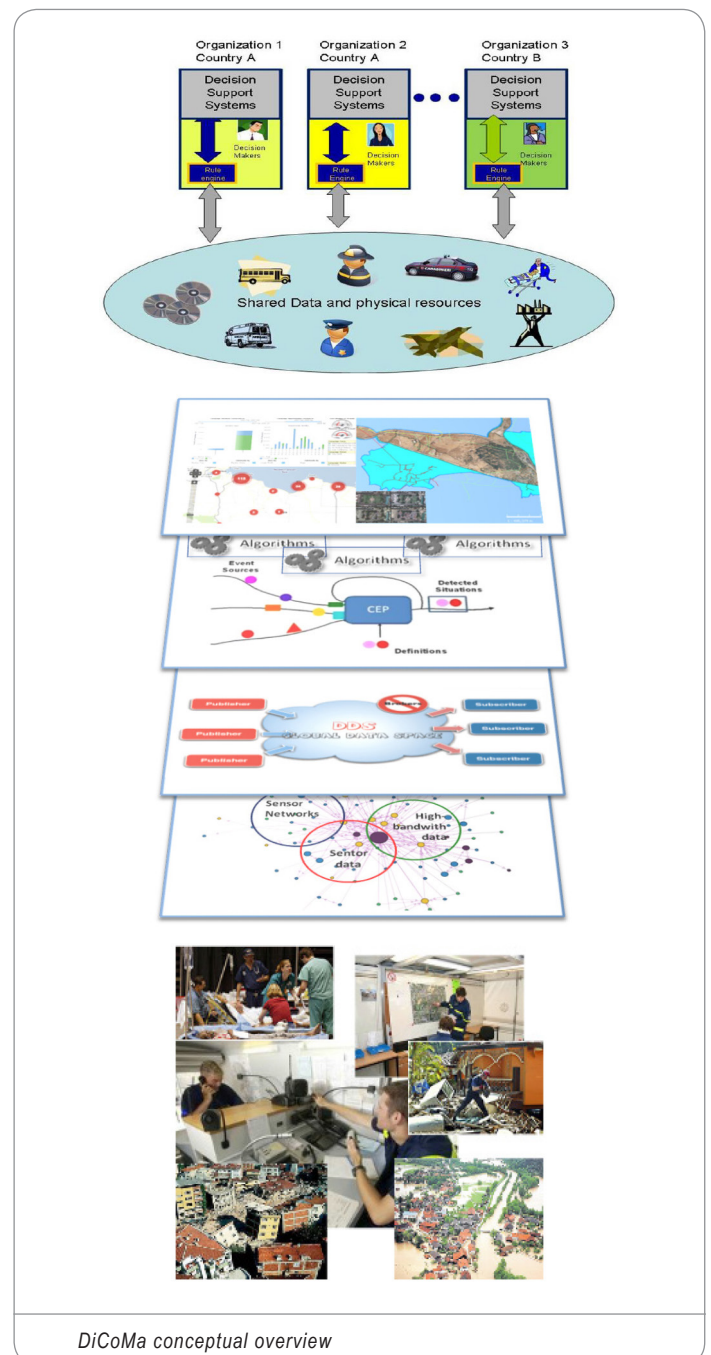 Organization 1
Country A
Organization 2
Country A
Organization 3
Country B
Decision
Support
Systems
Decision
Support
Systems
Decision
Support
Systems
Decision
Makers
Decision
Makers
Decision
Makers
Rule
engine
Rule
Engine
Rule
Engine
CARABINIERI
Shared Data and physical resources
Algorithms
Algorithms
Algorithms
Event
Sources
Detected
Situations
CEP
Definitions
Publisher
Publisher
Publisher
Brokers
DDS
GLOBAL DATA SPACE
Subscriber
Subscriber
Subscriber
Sensor
Networks
High-
bandwith
data
Sentor
data
DiCoMa conceptual overview